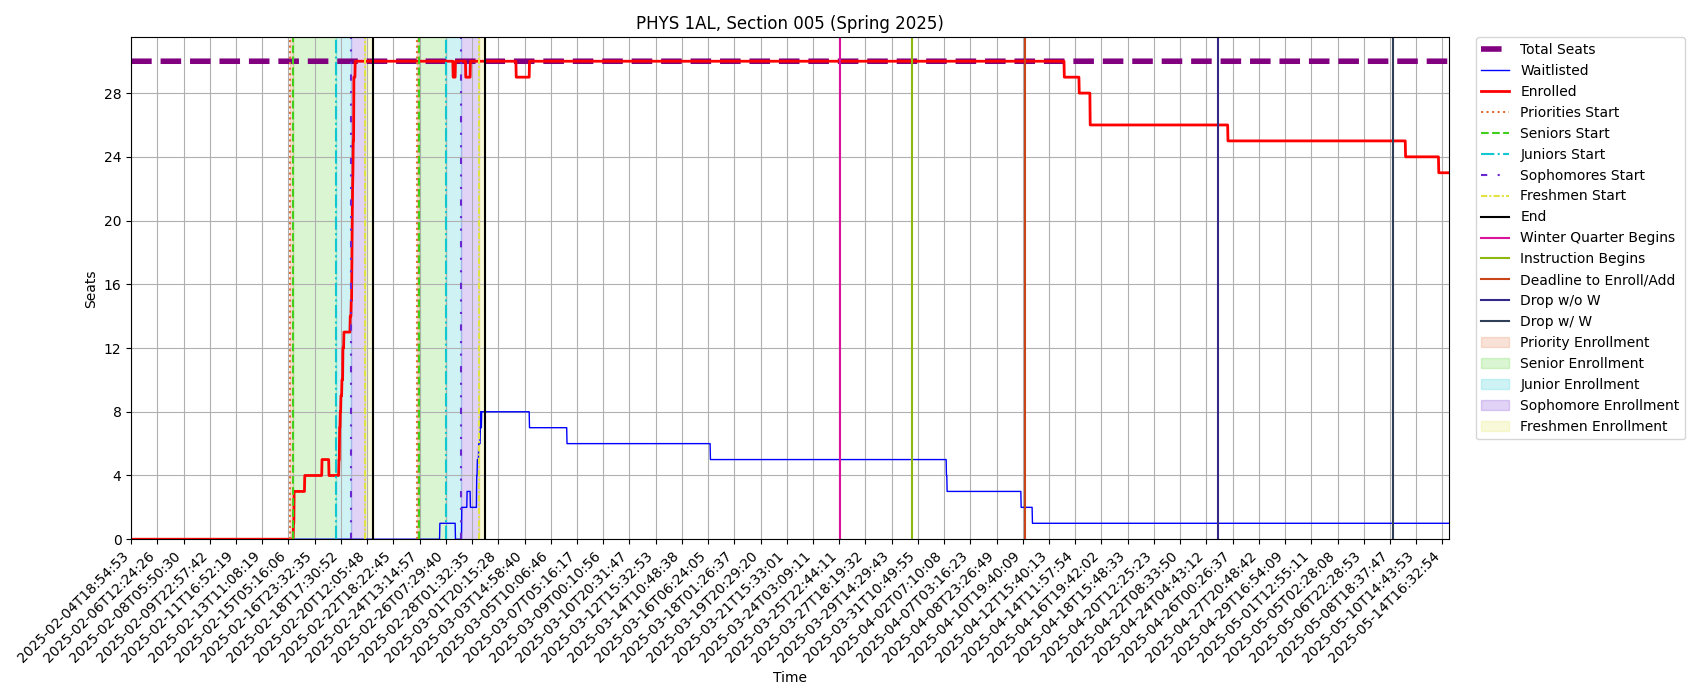 PHYS 1AL, Section 005 (Spring 2025)
Seats
28
24
20
16
12
8
4
0
2025-02-04T18:54:53
2025-02-06T12:24:26
2025-02-08T05:50:30
2025-02-09T22:57:42
2025-02-11T16:52:19
2025-02-13T11:08:19
2025-02-15T05:16:06
2025-02-16T23:32:35
2025-02-18T17:30:52
2025-02-20T12:05:48
2025-02-22T18:22:45
2025-02-24T13:14:57
2025-02-26T07:29:40
2025-02-28T01:32:35
2025-03-01T20:15:28
2025-03-03T14:58:40
2025-03-05T10:06:46
2025-03-07T05:16:17
2025-03-09T00:10:56
2025-03-10T20:31:47
2025-03-12T15:32:53
2025-03-14T10:48:38
2025-03-16T06:24:05
2025-03-18T01:26:37
2025-03-19T20:29:20
2025-03-21T15:33:01
2025-03-24T03:09:11
2025-03-25T22:44:11
2025-03-27T18:19:32
2025-03-29T14:29:43
2025-03-31T10:49:55
2025-04-02T07:10:08
2025-04-07T03:16:23
2025-04-08T23:26:49
2025-04-10T19:40:09
2025-04-12T15:40:13
2025-04-14T11:57:54
2025-04-16T19:42:02
2025-04-18T15:48:33
2025-04-20T12:25:23
2025-04-22T08:33:50
2025-04-24T04:43:12
2025-04-26T00:26:37
2025-04-27T20:48:42
2025-04-29T16:54:09
2025-05-01T12:55:11
2025-05-05T02:28:08
2025-05-06T22:28:53
2025-05-08T18:37:47
2025-05-10T14:43:53
2025-05-14T16:32:54
Time
Total Seats
Waitlisted
Enrolled
Priorities Start
Seniors Start
Juniors Start
Sophomores Start
Freshmen Start
End
Winter Quarter Begins
Instruction Begins
Deadline to Enroll/Add
Drop w/o W
Drop w/ W
Priority Enrollment
Senior Enrollment
Junior Enrollment
Sophomore Enrollment
Freshmen Enrollment